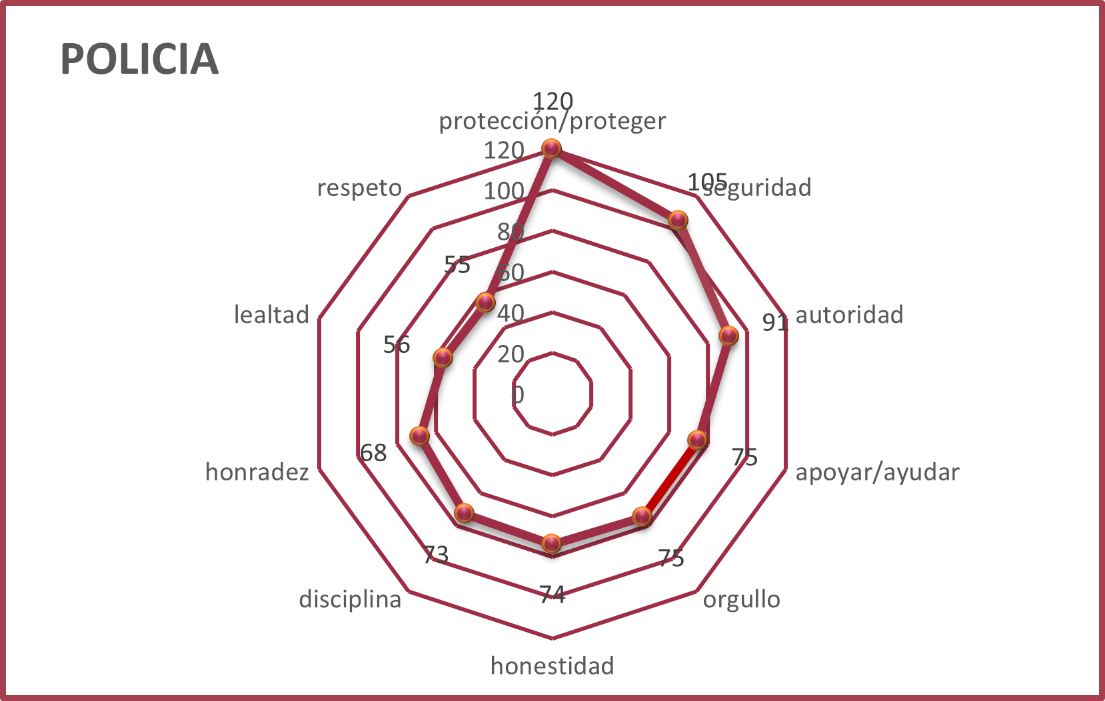 POLICIA
120
protección/proteger
120
105
seguridad
respeto
100
80
55
60
lealtad
40
91
autoridad
56
20
0
68
75
honradez
apoyar/ayudar
73
75
74
disciplina
orgullo
honestidad